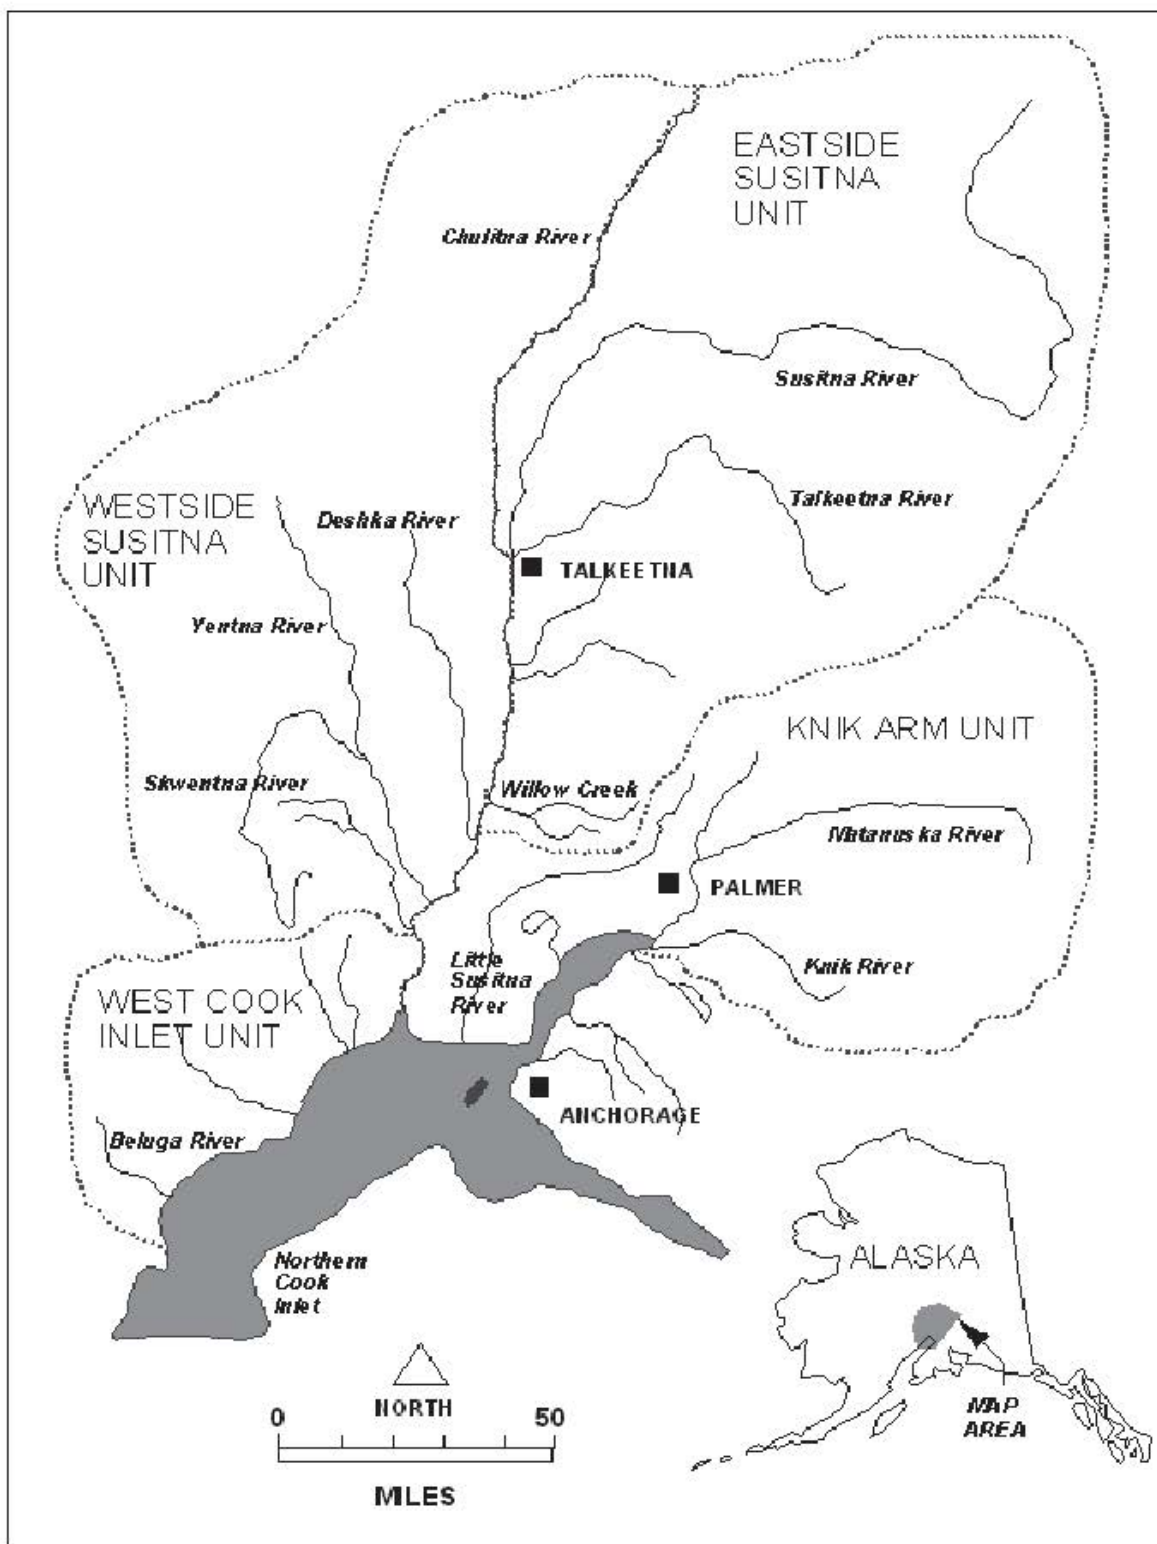 EASTSIDE
SUSITNA
UNIT
Chulitna River
Susitna River
WESTSIDE
SUSITNA
UNIT
Deshka River
Talkeetna River
TALKEETNA
Yentna River
KNIK ARM UNIT
Skwentna River
Willow Creek
Matanuska River
PALMER
Little
Susitna
River
Knik River
WEST COOK
INLET UNIT
ANCHORAGE
Beluga River
Northern
Cook
Inlet
ALASKA
NORTH
0 50
MILES
MAP
AREA